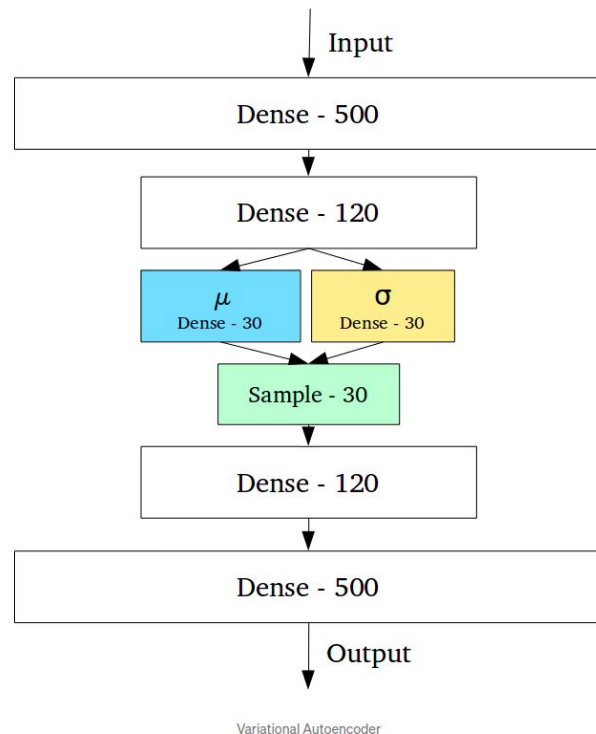 Input
Dense - 500
Dense - 120
μ
Dense - 30
σ
Dense - 30
Sample - 30
Dense - 120
Dense - 500
Output
Variational Autoencoder